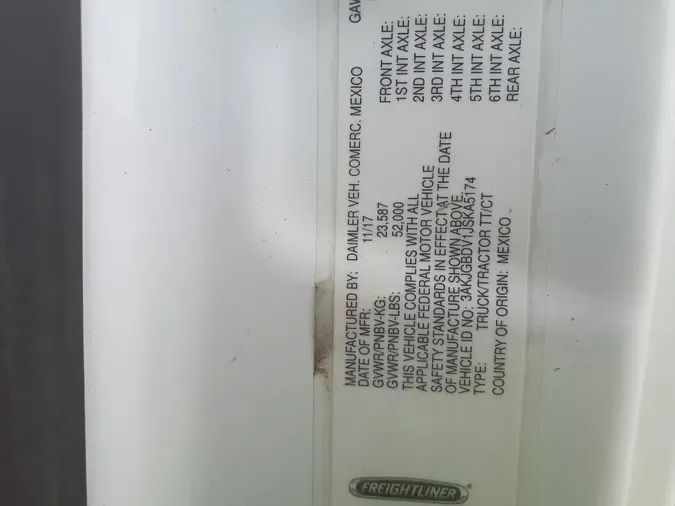 MANUFACTURED BY: DAIMLER VEH. COMERC. MEXICO
DATE OF MFR: 11/17
GVWR/PNBV-KG: 23,587
GVWR/PNBV-LBS: 52,000
THIS VEHICLE COMPLIES WITH ALL
APPLICABLE FEDERAL MOTOR VEHICLE
SAFETY STANDARDS IN EFFECT AT THE DATE
OF MANUFACTURE SHOWN ABOVE
VEHICLE ID NO: 3AKJGBDV1JSKA5174
TYPE: TRUCK/TRACTOR TT/CT
COUNTRY OF ORIGIN: MEXICO
FRONT AXLE:
1ST INT AXLE:
2ND INT AXLE:
3RD INT AXLE:
4TH INT AXLE:
5TH INT AXLE:
6TH INT AXLE:
REAR AXLE:
FREIGHTLINER